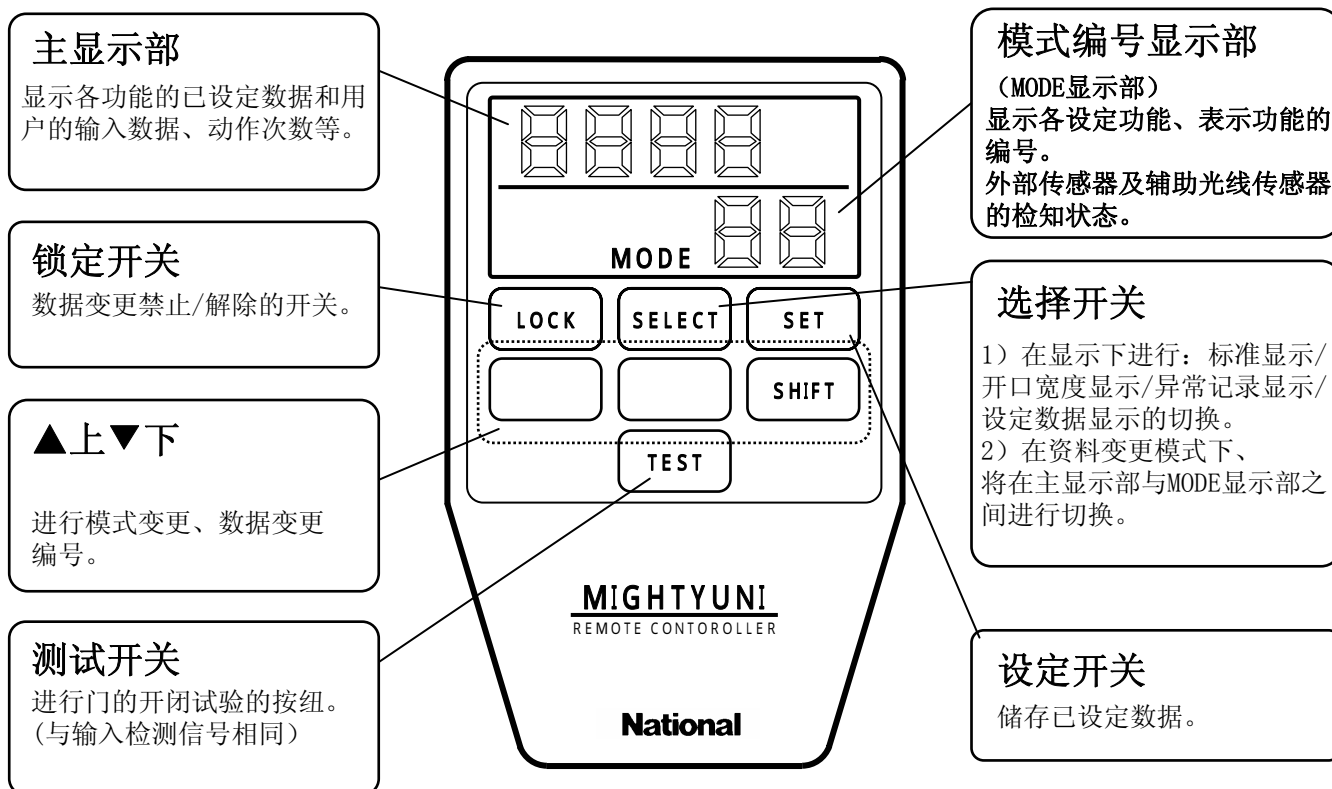 主显示部
显示各功能的已设定数据和用
户的输入数据、动作次数等。
锁定开关
数据变更禁止/解除的开关。
▲上▼下
进行模式变更、数据变更
编号。
测试开关
进行门的开闭试验的按纽。
(与输入检测信号相同）
MODE
LOCK
SELECT
SET
SHIFT
TEST
MIGHTYUNI
REMOTE CONTOROLLER
National
模式编号显示部
（MODE显示部）
显示各设定功能、表示功能的
编号。
外部传感器及辅助光线传感器
的检知状态。
选择开关
1）在显示下进行：标准显示/
开口宽度显示/异常记录显示/
设定数据显示的切换。
2）在资料变更模式下、
将在主显示部与MODE显示部之
间进行切换。
设定开关
储存已设定数据。